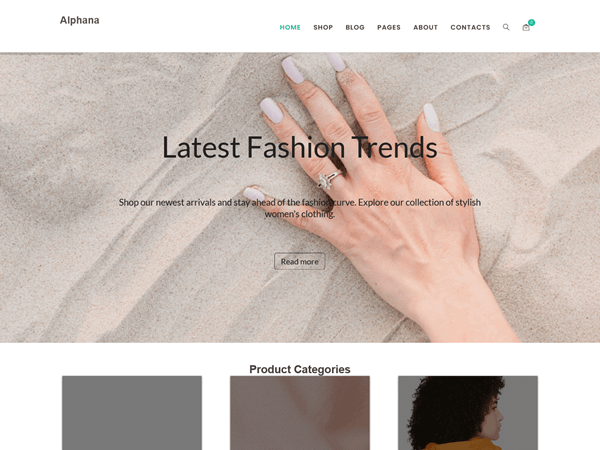 Alphana
HOME SHOP BLOG PAGES ABOUT CONTACTS
Latest Fashion Trends
Shop our newest arrivals and stay ahead of the fashion curve. Explore our collection of stylish
women's clothing.
Read more
Product Categories